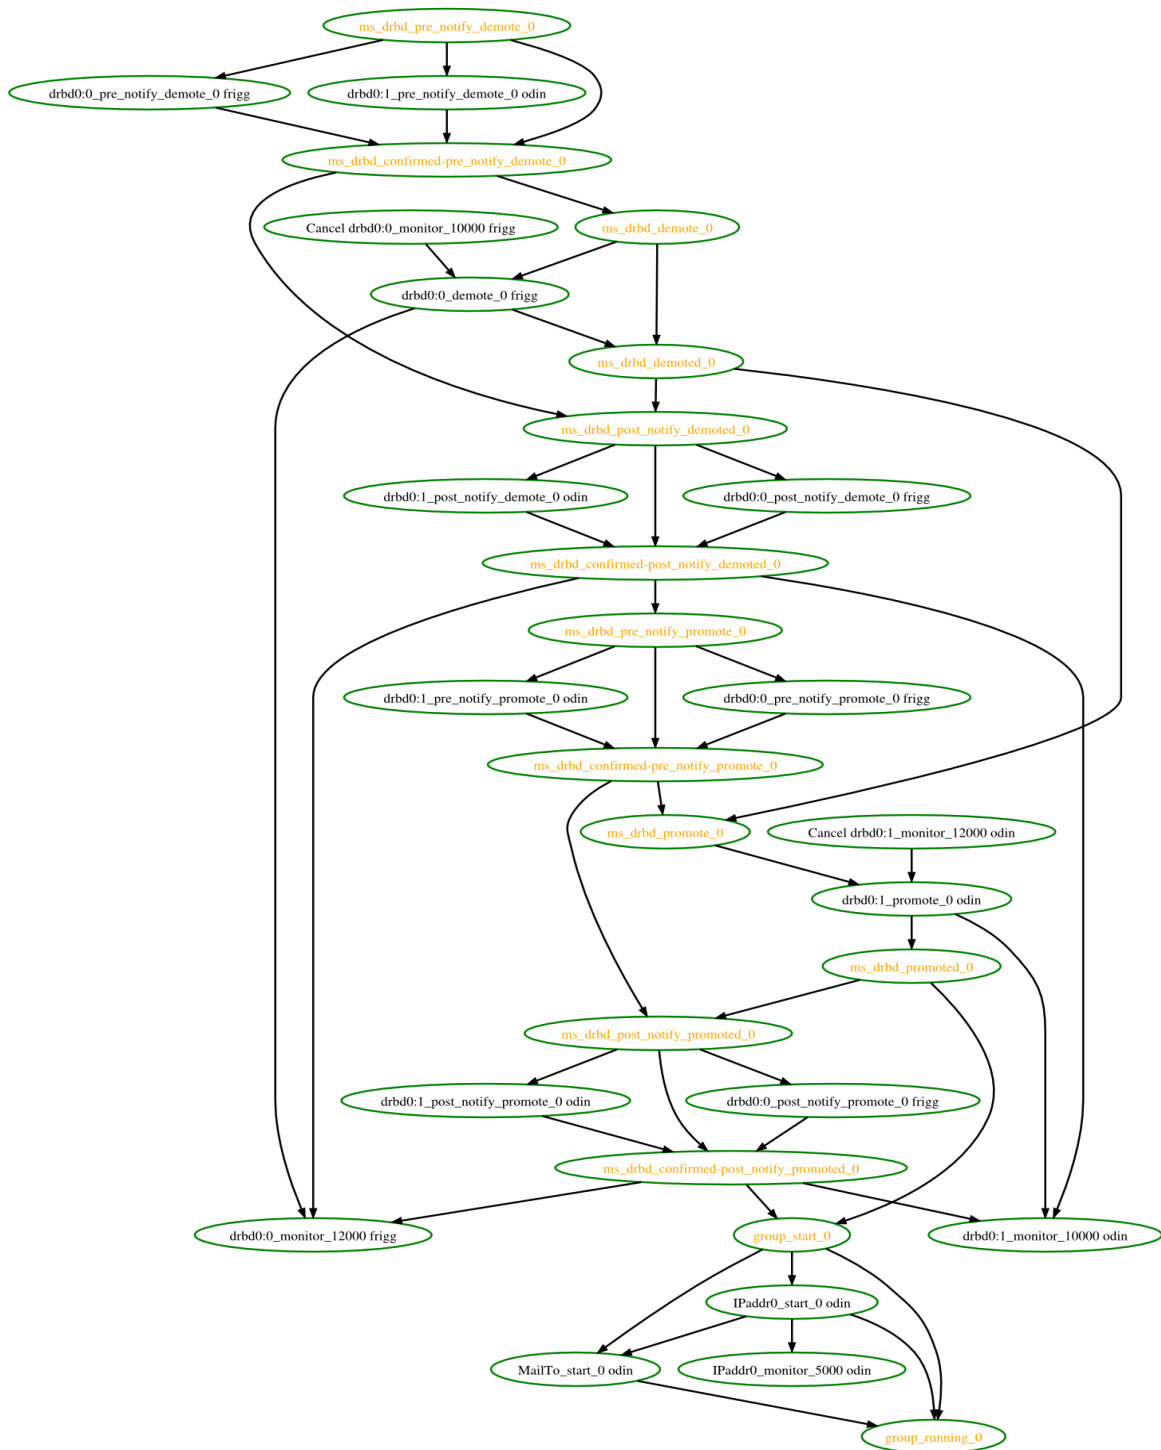 ms_drbd_pre_notify_demote_0
drbd0:0_pre_notify_demote_0 frigg
drbd0:1_pre_notify_demote_0 odin
ms_drbd_confirmed-pre_notify_demote_0
Cancel drbd0:0_monitor_10000 frigg
ms_drbd_demote_0
drbd0:0_demote_0 frigg
ms_drbd_demoted_0
ms_drbd_post_notify_demoted_0
drbd0:1_post_notify_demote_0 odin
drbd0:0_post_notify_demote_0 frigg
ms_drbd_confirmed-post_notify_demoted_0
ms_drbd_pre_notify_promote_0
drbd0:1_pre_notify_promote_0 odin
drbd0:0_pre_notify_promote_0 frigg
ms_drbd_confirmed-pre_notify_promote_0
ms_drbd_promote_0
Cancel drbd0:1_monitor_12000 odin
drbd0:1_promote_0 odin
ms_drbd_promoted_0
ms_drbd_post_notify_promoted_0
drbd0:1_post_notify_promote_0 odin
drbd0:0_post_notify_promote_0 frigg
ms_drbd_confirmed-post_notify_promoted_0
drbd0:0_monitor_12000 frigg
group_start_0
drbd0:1_monitor_10000 odin
IPaddr0_start_0 odin
MailTo_start_0 odin
IPaddr0_monitor_5000 odin
group_running_0